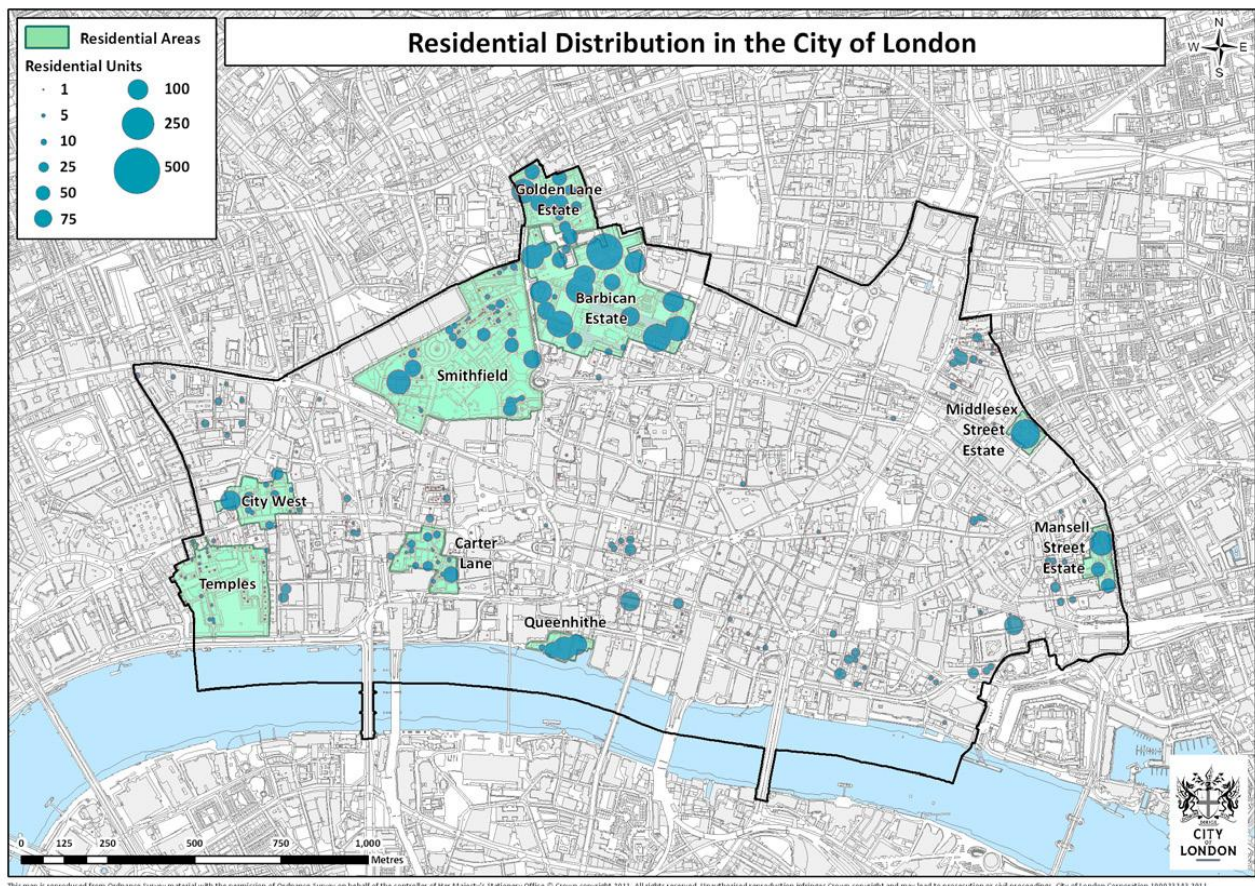 Residential Distribution in the City of London
Residential Areas
Residential Units
1
5
10
25
50
75
100
250
500
N
W E
S
Golden Lane
Estate
Barbican
Estate
Smithfield
Middlesex
Street
Estate
City West
Carter
Lane
Mansell
Street
Estate
Temples
Queenhithe
0 125 250 500 750 1,000
Metres
CITY
OF
LONDON